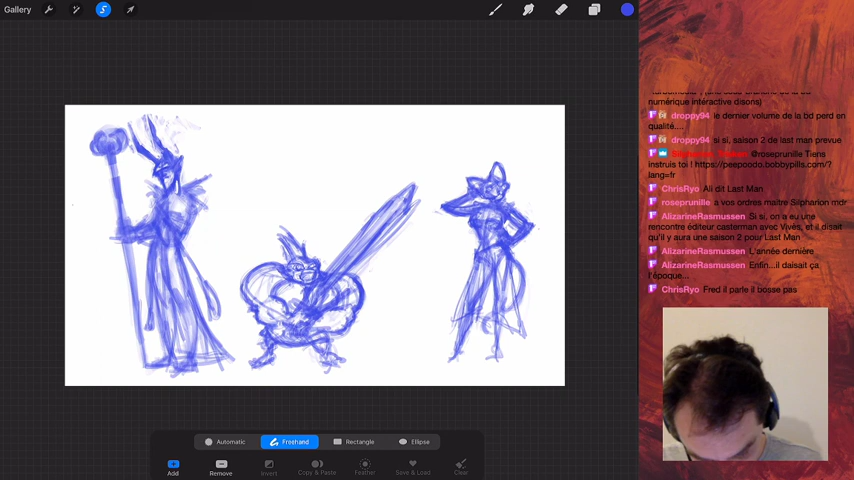 Gallery
numérique intéractive disons)
droppy94 le dernier volume de la bd perd en
qualité....
droppy94 si si, saison 2 de last man prevue
@roseprunille Tiens
instruis toi ! https://peepoodo.bobbypills.com/?
lang=fr
ChrisRyo Ali dit Last Man
roseprunille a vos ordres maitre Silpharion mdr
AlizarineRasmussen Si si, on a eu une
rencontre éditeur casterman avec Vivès, et il disait
qu'il y aura une saison 2 pour Last Man
AlizarineRasmussen L'année dernière
AlizarineRasmussen Enfin...il daisait ça
l'époque...
ChrisRyo Fred il parle il bosse pas
Automatic
Freehand
Rectangle
Ellipse
Add
Remove
Invert
Copy & Paste
Feather
Save & Load
Clear